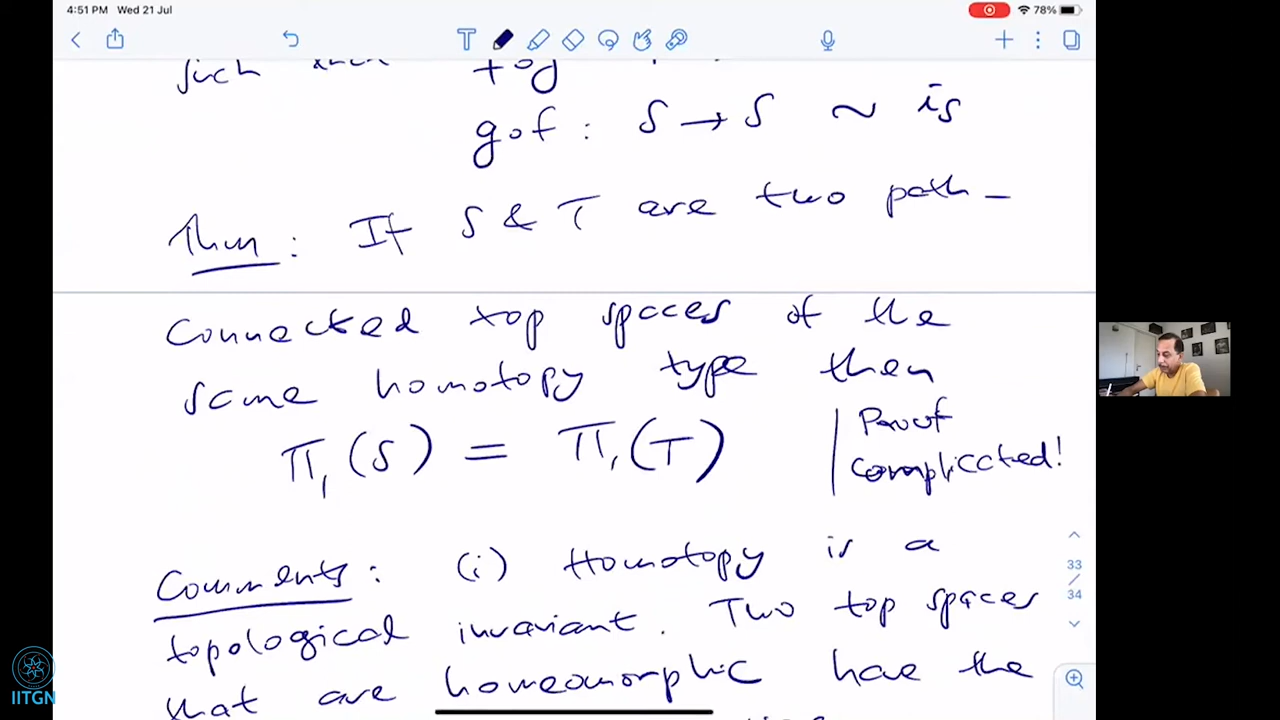 4:51 PM Wed 21 Jul
78%
such
fog
gof : S → S ~ is
Thm : If S & T are two path-
connected top spaces of the
same homotopy type then
π₁(S) = π₁(T)
Proof
complicated!
Comments : (i) Homotopy is a
topological invariant. Two top spaces
that are homeomorphic have the
33
34
IITGN